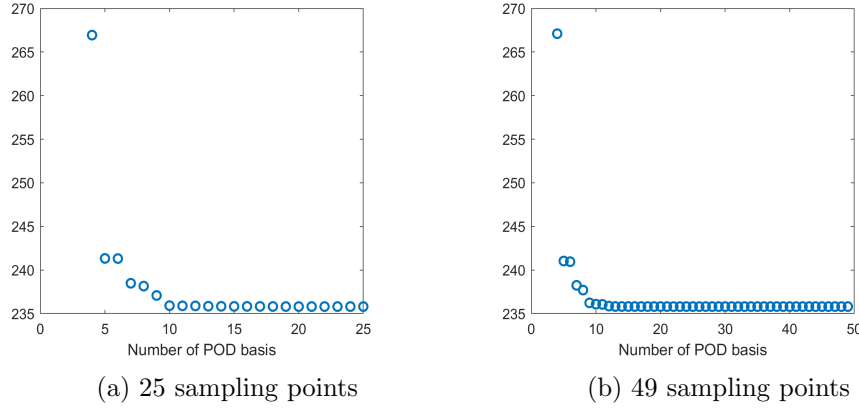 270
265
260
255
250
245
240
235
0 5 10 15 20 25
Number of POD basis
(a) 25 sampling points
270
265
260
255
250
245
240
235
0 10 20 30 40 50
Number of POD basis
(b) 49 sampling points